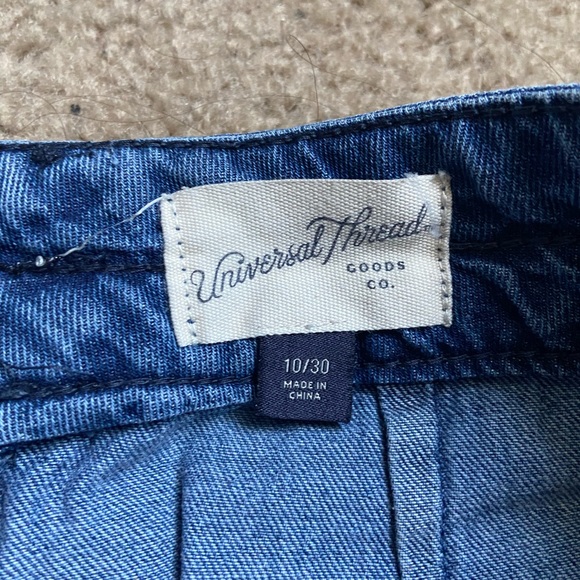 Universal Thread
GOODS
CO.
10/30
MADE IN
CHINA